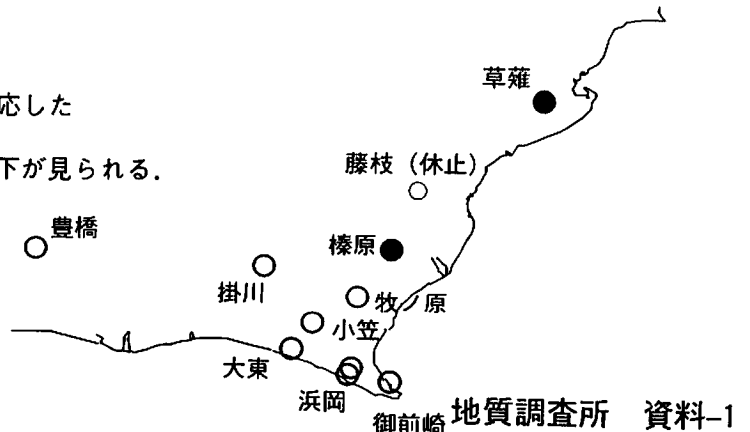 草薙
応した
藤枝（休止）
下が見られる.
豊橋
榛原
掛川
牧ノ原
小笠
大東
浜岡
御前崎
地質調査所　資料–1